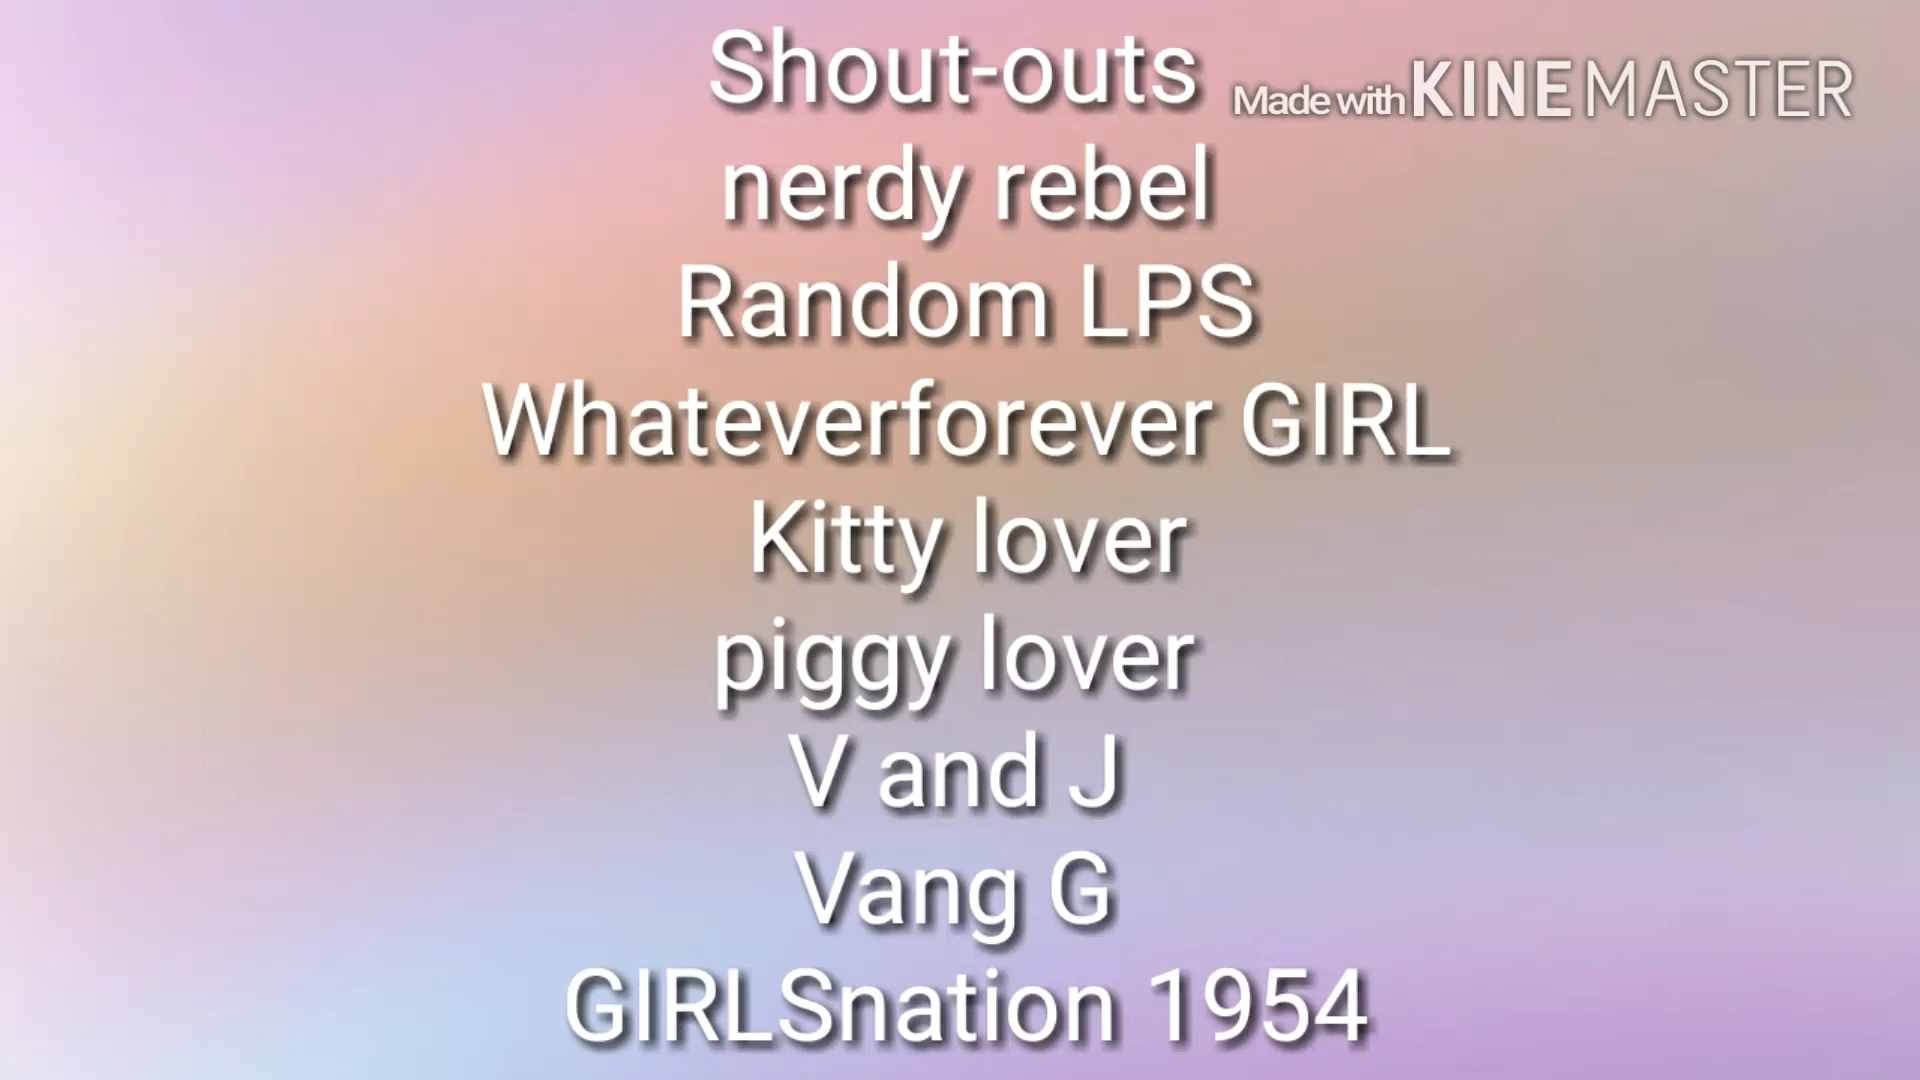 Shout-outs
Made with KINEMASTER
nerdy rebel
Random LPS
Whateverforever GIRL
Kitty lover
piggy lover
V and J
Vang G
GIRLSnation 1954